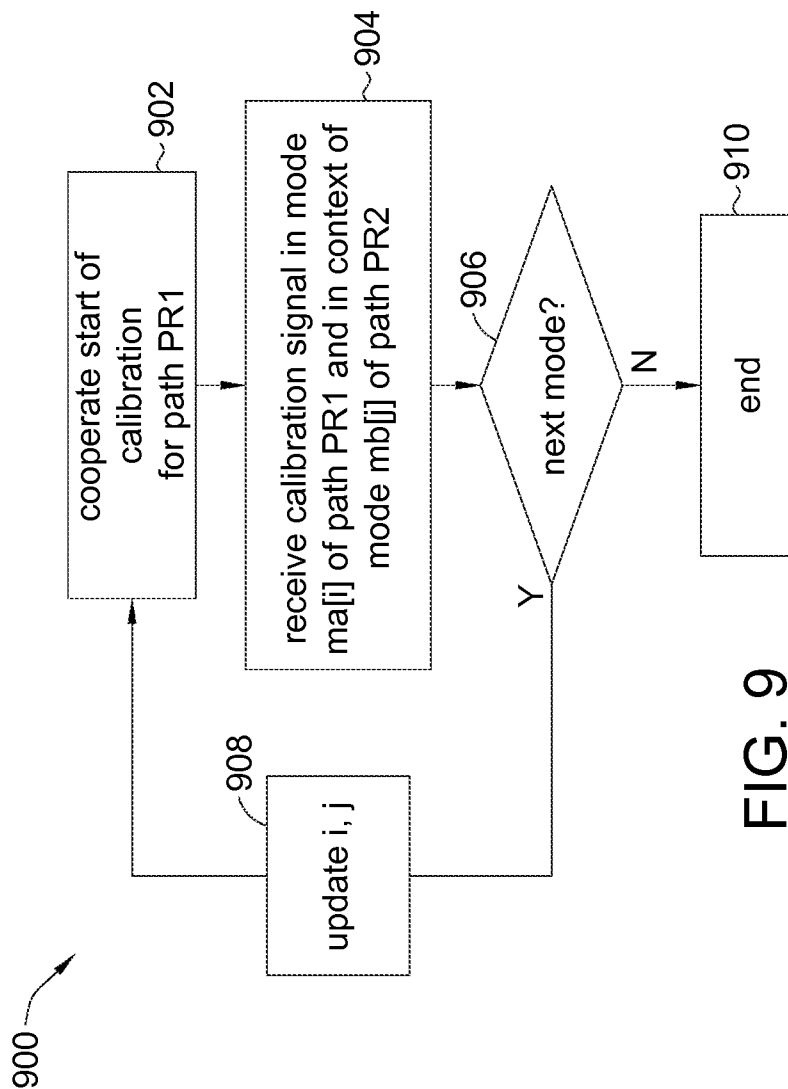 900
902
cooperate start of
calibration
for path PR1
904
receive calibration signal in mode
ma[i] of path PR1 and in context of
mode mb[j] of path PR2
906
next mode?
Y
N
908
update i, j
910
end
FIG. 9